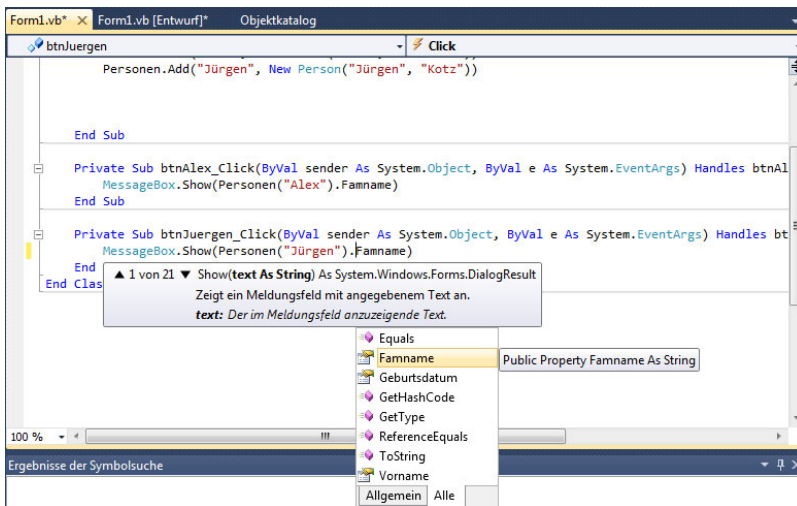 Form1.vb* × Form1.vb [Entwurf]* Objektkatalog
btnJuergen Click
Personen.Add("Jürgen", New Person("Jürgen", "Kotz"))
End Sub
Private Sub btnAlex_Click(ByVal sender As System.Object, ByVal e As System.EventArgs) Handles btnAl
MessageBox.Show(Personen("Alex").Famname)
End Sub
Private Sub btnJuergen_Click(ByVal sender As System.Object, ByVal e As System.EventArgs) Handles bt
MessageBox.Show(Personen("Jürgen").Famname)
End
End Clas
▲ 1 von 21 ▼ Show(text As String) As System.Windows.Forms.DialogResult
Zeigt ein Meldungsfeld mit angegebenem Text an.
text: Der im Meldungsfeld anzuzeigende Text.
Equals
Famname
Public Property Famname As String
Geburtsdatum
GetHashCode
GetType
ReferenceEquals
ToString
Vorname
Allgemein Alle
100 %
Ergebnisse der Symbolsuche